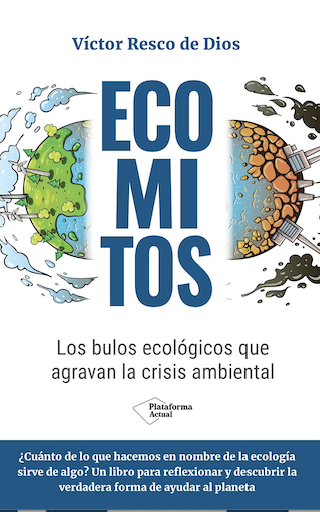 Víctor Resco de Dios
ECO
MI
TOS
Los bulos ecológicos que
agravan la crisis ambiental
Plataforma
Actual
¿Cuánto de lo que hacemos en nombre de la ecología
sirve de algo? Un libro para reflexionar y descubrir la
verdadera forma de ayudar al planeta